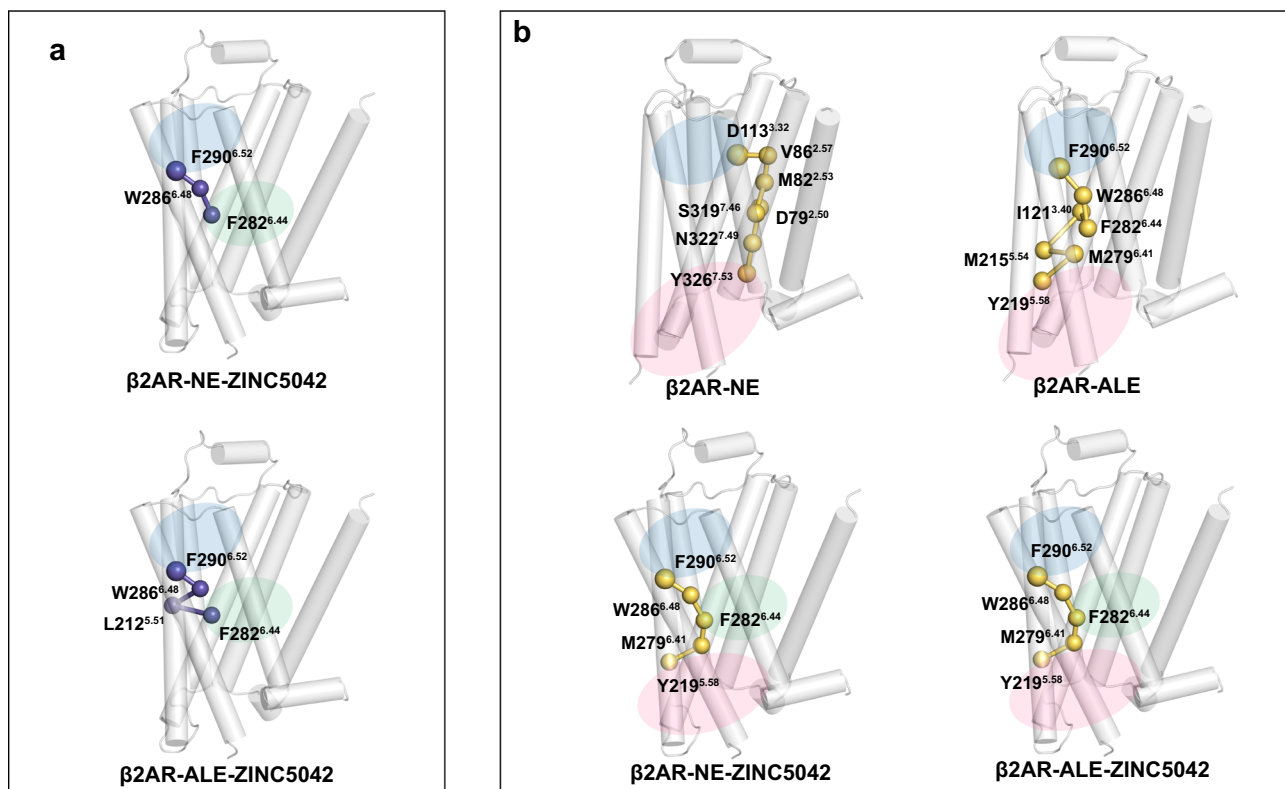 a
F2906.52
W2866.48
F2826.44
β2AR-NE-ZINC5042
F2906.52
W2866.48
L2125.51
F2826.44
β2AR-ALE-ZINC5042
b
D1133.32
V862.57
M822.53
S3197.46
D792.50
N3227.49
Y3267.53
β2AR-NE
F2906.52
W2866.48
I1213.40
F2826.44
M2155.54
M2796.41
Y2195.58
β2AR-ALE
F2906.52
W2866.48
F2826.44
M2796.41
Y2195.58
β2AR-NE-ZINC5042
F2906.52
W2866.48
F2826.44
M2796.41
Y2195.58
β2AR-ALE-ZINC5042